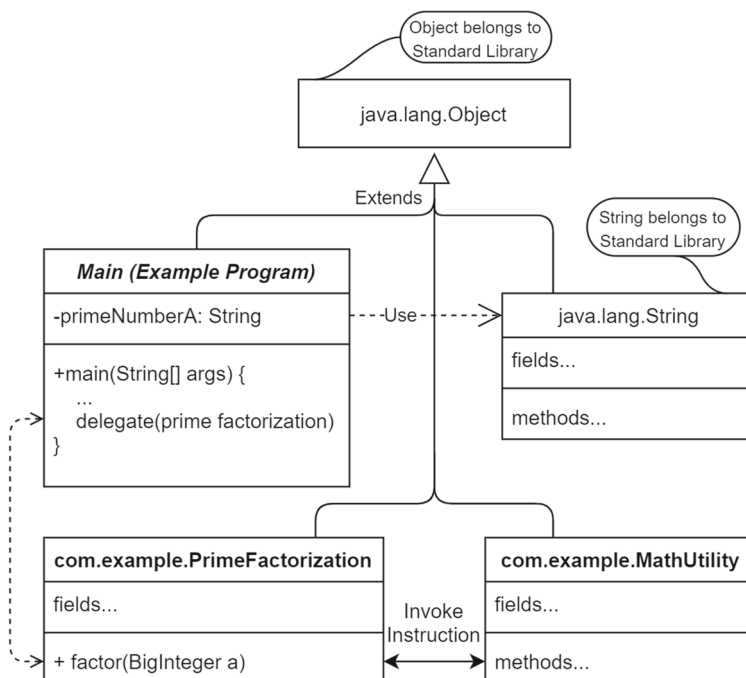 Object belongs to
Standard Library
java.lang.Object
Extends
String belongs to
Standard Library
Main (Example Program)
-primeNumberA: String
Use
java.lang.String
fields...
+main(String[] args) {
...
delegate(prime factorization)
}
methods...
com.example.PrimeFactorization
com.example.MathUtility
fields...
Invoke
Instruction
fields...
+ factor(BigInteger a)
methods...